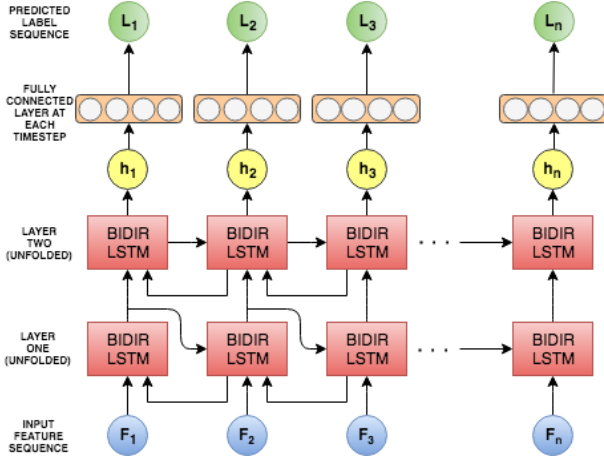 PREDICTED
LABEL
SEQUENCE
L1 L2 L3 Ln
FULLY
CONNECTED
LAYER AT
EACH
TIMESTEP
h1 h2 h3 hn
LAYER
TWO
(UNFOLDED)
BIDIR BIDIR BIDIR BIDIR
LSTM LSTM LSTM LSTM
. . .
LAYER
ONE
(UNFOLDED)
BIDIR BIDIR BIDIR BIDIR
LSTM LSTM LSTM LSTM
. . .
INPUT
FEATURE
SEQUENCE
F1 F2 F3 Fn